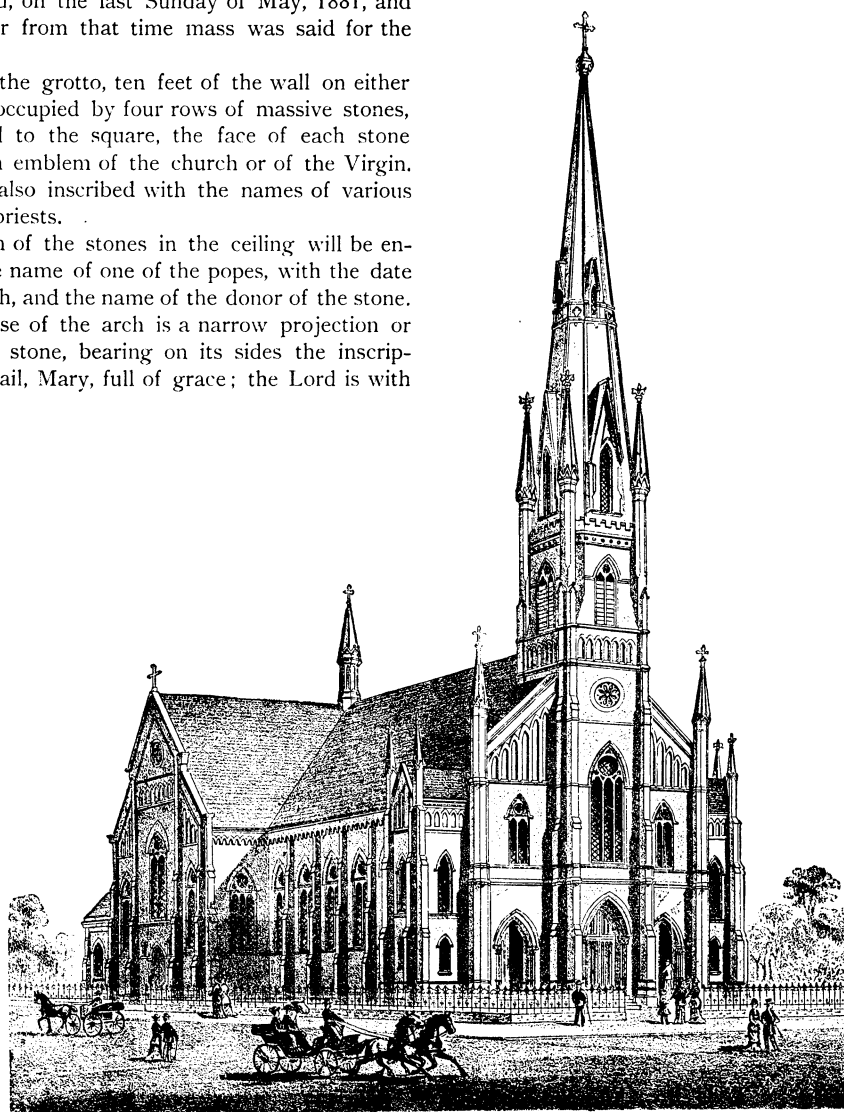 on the last Sunday of May, 1881, and
r from that time mass was said for the
the grotto, ten feet of the wall on either
occupied by four rows of massive stones,
to the square, the face of each stone
emblem of the church or of the Virgin.
also inscribed with the names of various
priests.
of the stones in the ceiling will be en-
name of one of the popes, with the date
h, and the name of the donor of the stone.
se of the arch is a narrow projection or
stone, bearing on its sides the inscrip-
ail, Mary, full of grace; the Lord is with